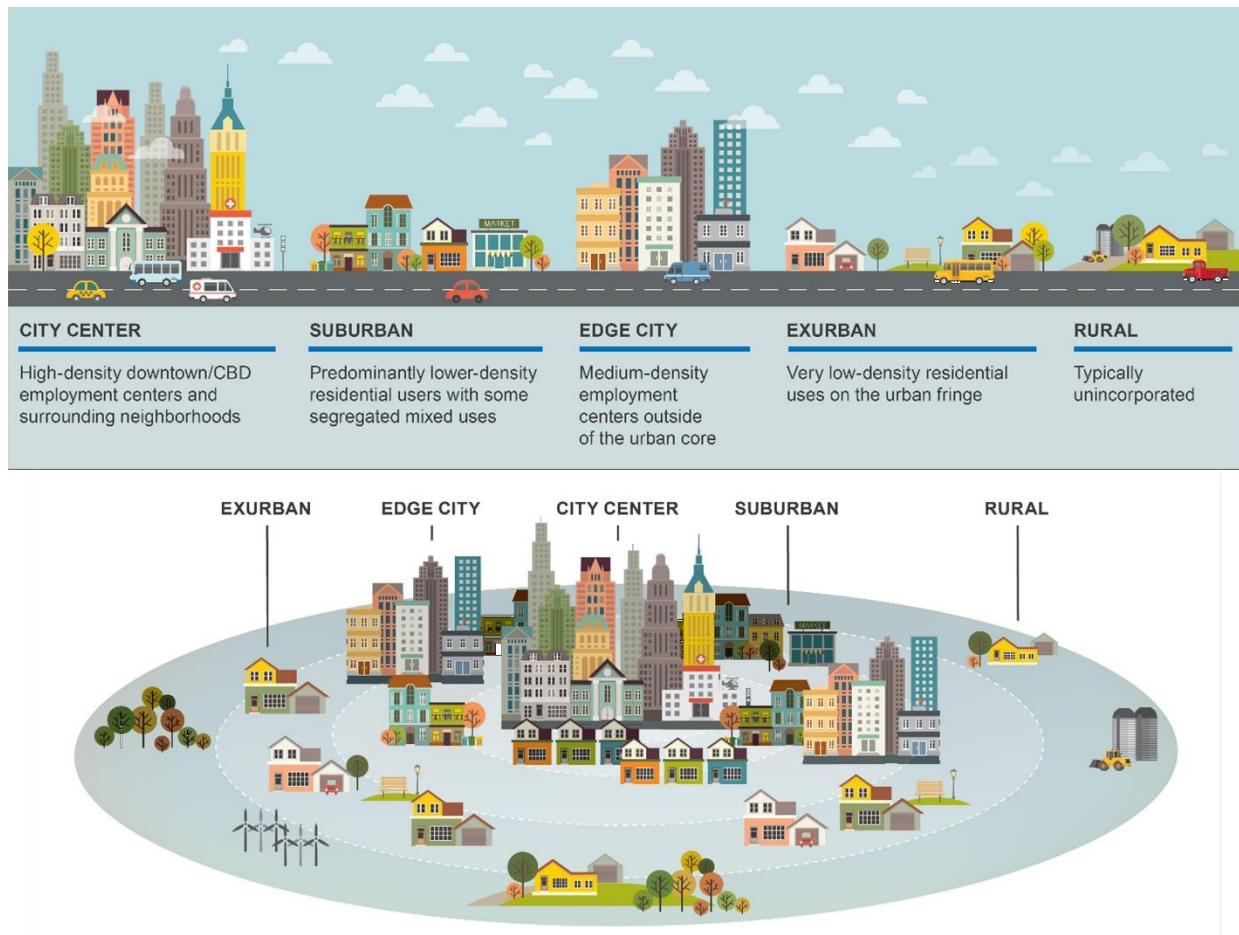 MARKET
CITY CENTER
High-density downtown/CBD
employment centers and
surrounding neighborhoods
SUBURBAN
Predominantly lower-density
residential users with some
segregated mixed uses
EDGE CITY
Medium-density
employment
centers outside
of the urban core
EXURBAN
Very low-density residential
uses on the urban fringe
RURAL
Typically
unincorporated
EXURBAN
EDGE CITY
CITY CENTER
SUBURBAN
RURAL
MARKET